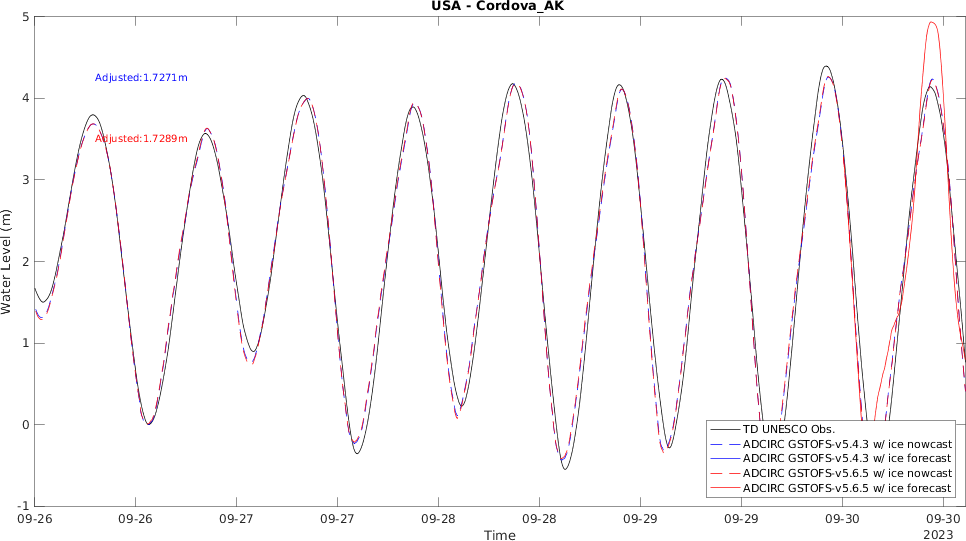 USA - Cordova_AK
5
4
3
2
1
0
-1
Water Level (m)
Adjusted:1.7271m
Adjusted:1.7289m
TD UNESCO Obs.
ADCIRC GSTOFS-v5.4.3 w/ ice nowcast
ADCIRC GSTOFS-v5.4.3 w/ ice forecast
ADCIRC GSTOFS-v5.6.5 w/ ice nowcast
ADCIRC GSTOFS-v5.6.5 w/ ice forecast
09-26 09-26 09-27 09-27 09-28 09-28 09-29 09-29 09-30 09-30
2023
Time